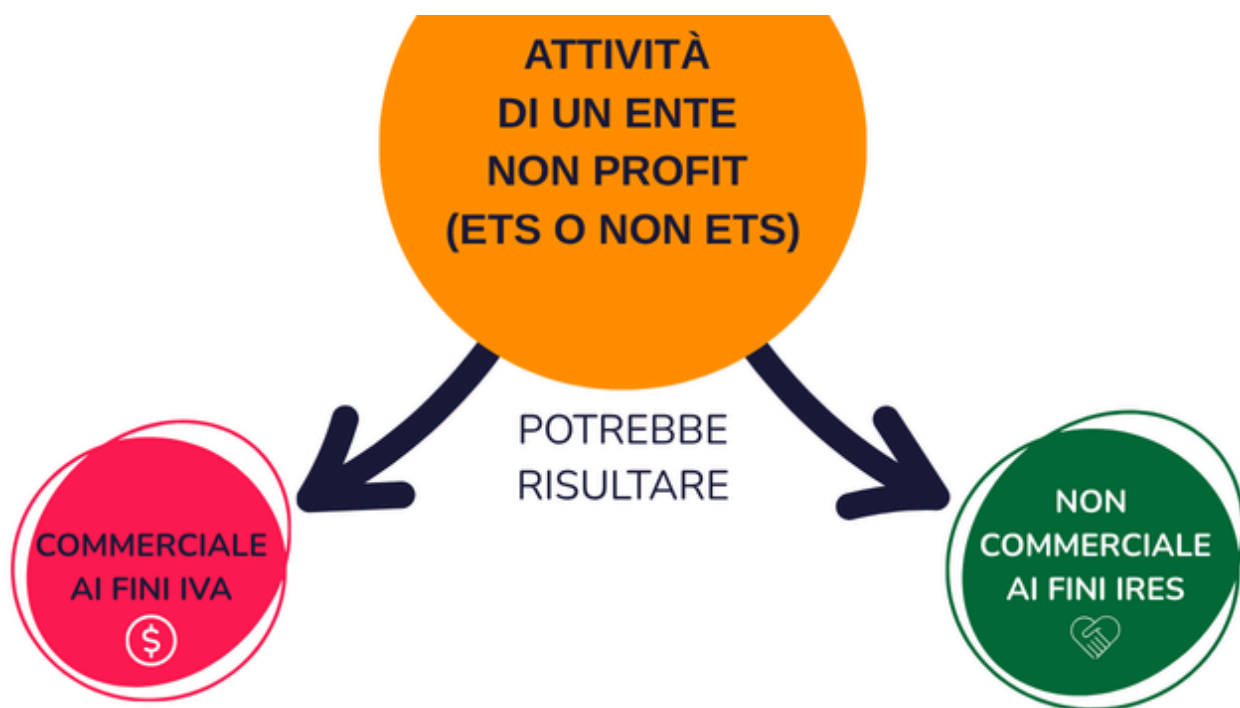 ATTIVITÀ
DI UN ENTE
NON PROFIT
(ETS O NON ETS)
POTREBBE
RISULTARE
COMMERCIALE
AI FINI IVA
$
NON
COMMERCIALE
AI FINI IRES